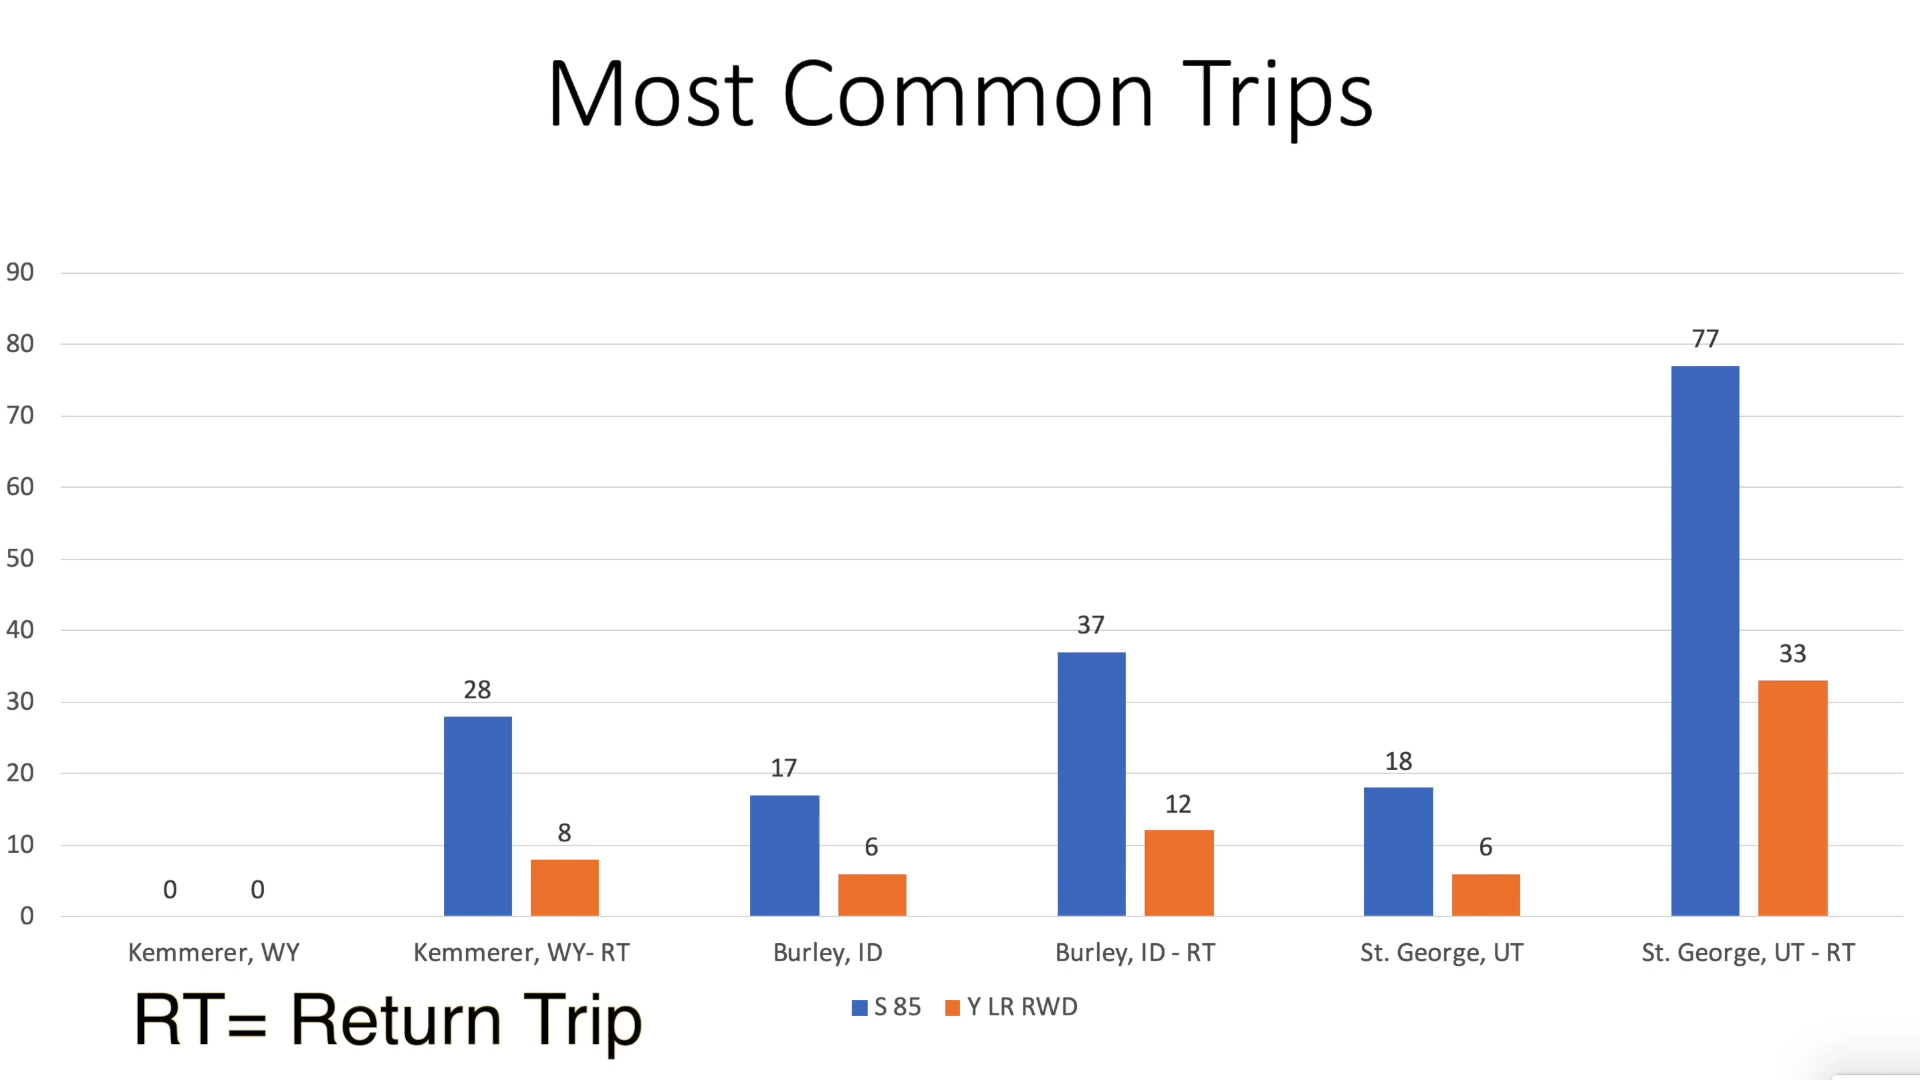 Most Common Trips
90
80
70
60
50
40
30
20
10
0
0
0
28
8
17
6
37
12
18
6
77
33
Kemmerer, WY
Kemmerer, WY- RT
Burley, ID
Burley, ID - RT
St. George, UT
St. George, UT - RT
S 85
Y LR RWD
RT= Return Trip